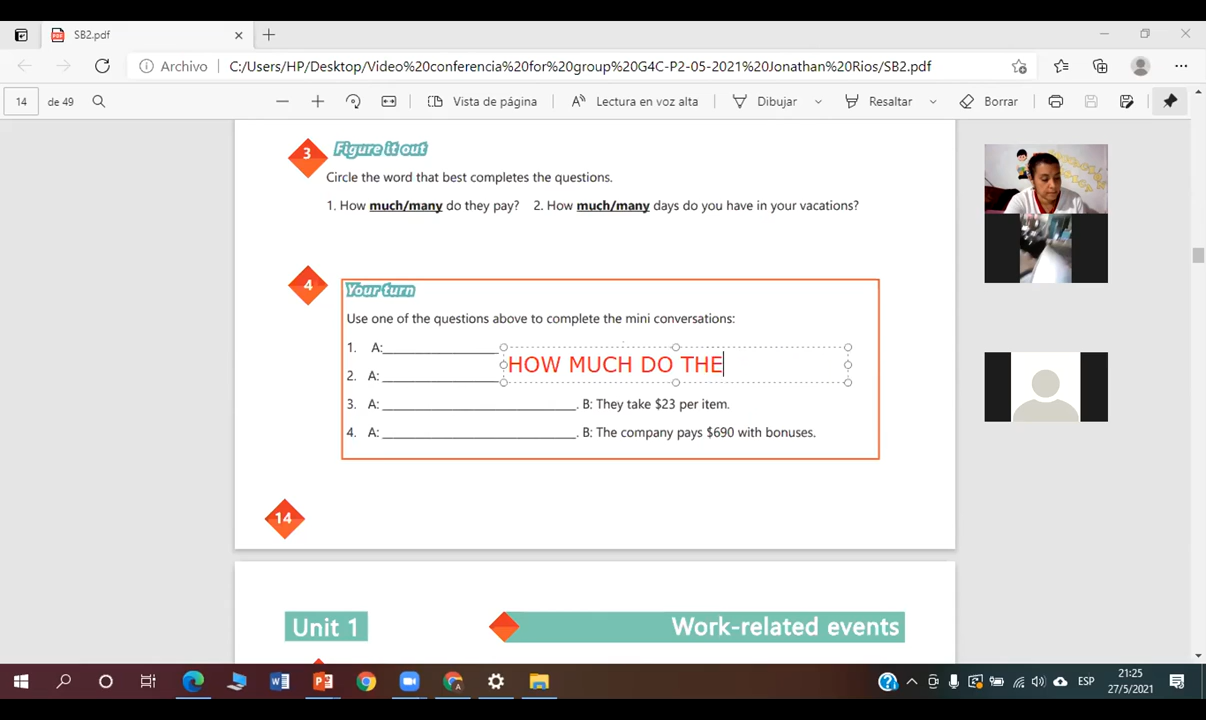 SB2.pdf
Archivo C:/Users/HP/Desktop/Video%20conferencia%20for%20group%20G4C-P2-05-2021%20Jonathan%20Rios/SB2.pdf
14 de 49 Vista de página Lectura en voz alta Dibujar Resaltar Borrar
3 Figure it out
Circle the word that best completes the questions.
1. How much/many do they pay? 2. How much/many days do you have in your vacations?
4 Your turn
Use one of the questions above to complete the mini conversations:
1. A:____________________
HOW MUCH DO THE
2. A: ____________________
3. A: ________________________________. B: They take $23 per item.
4. A: ________________________________. B: The company pays $690 with bonuses.
14
Unit 1 Work-related events
ESP 21:25
27/5/2021